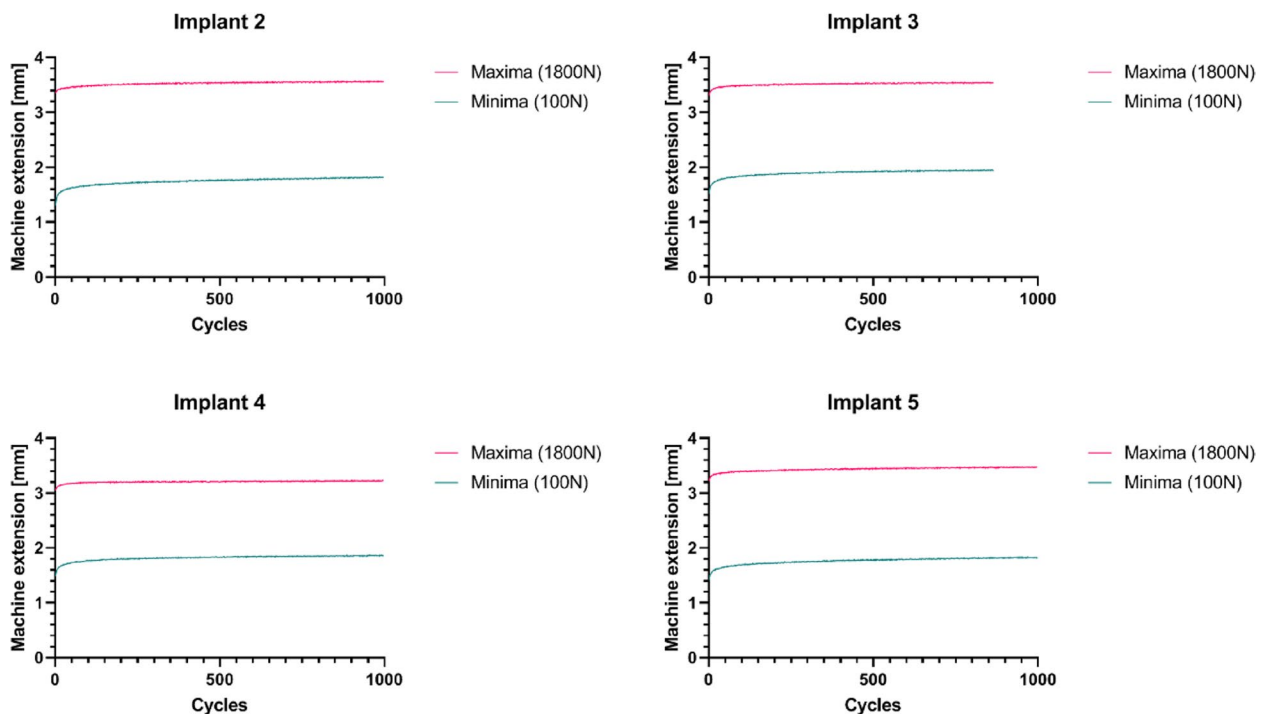 Implant 2
Machine extension [mm]
4
3
2
1
0
0 500 1000
Cycles
Maxima (1800N)
Minima (100N)
Implant 3
Machine extension [mm]
4
3
2
1
0
0 500 1000
Cycles
Maxima (1800N)
Minima (100N)
Implant 4
Machine extension [mm]
4
3
2
1
0
0 500 1000
Cycles
Maxima (1800N)
Minima (100N)
Implant 5
Machine extension [mm]
4
3
2
1
0
0 500 1000
Cycles
Maxima (1800N)
Minima (100N)